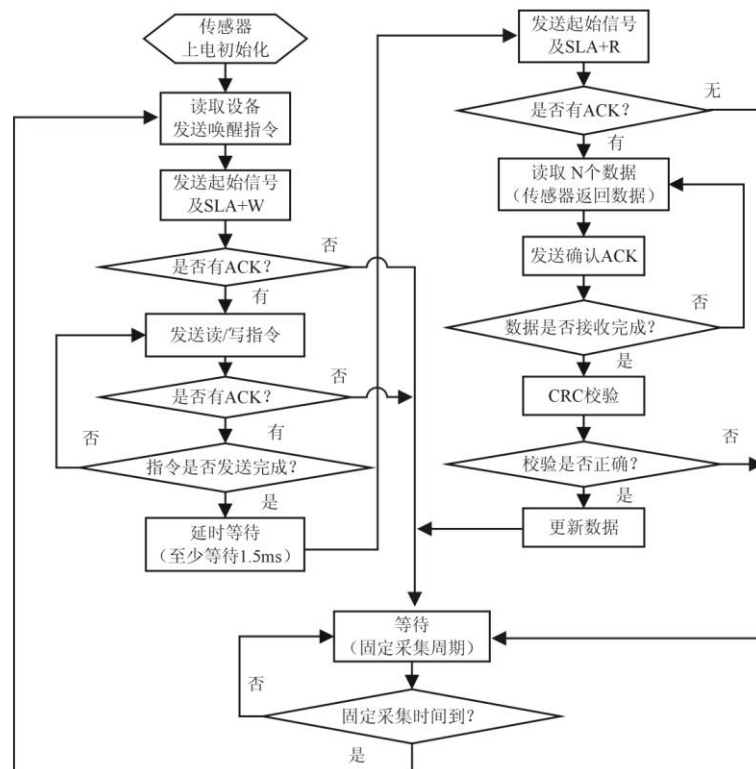 传感器
上电初始化
读取设备
发送唤醒指令
发送起始信号
及SLA+W
是否有ACK?
否
有
发送读/写指令
是否有ACK?
否
有
指令是否发送完成?
否
是
延时等待
(至少等待1.5ms)
发送起始信号
及SLA+R
是否有ACK?
无
有
读取 N个数据
(传感器返回数据)
发送确认ACK
数据是否接收完成?
否
是
CRC校验
校验是否正确?
否
是
更新数据
等待
(固定采集周期)
否
固定采集时间到?
是